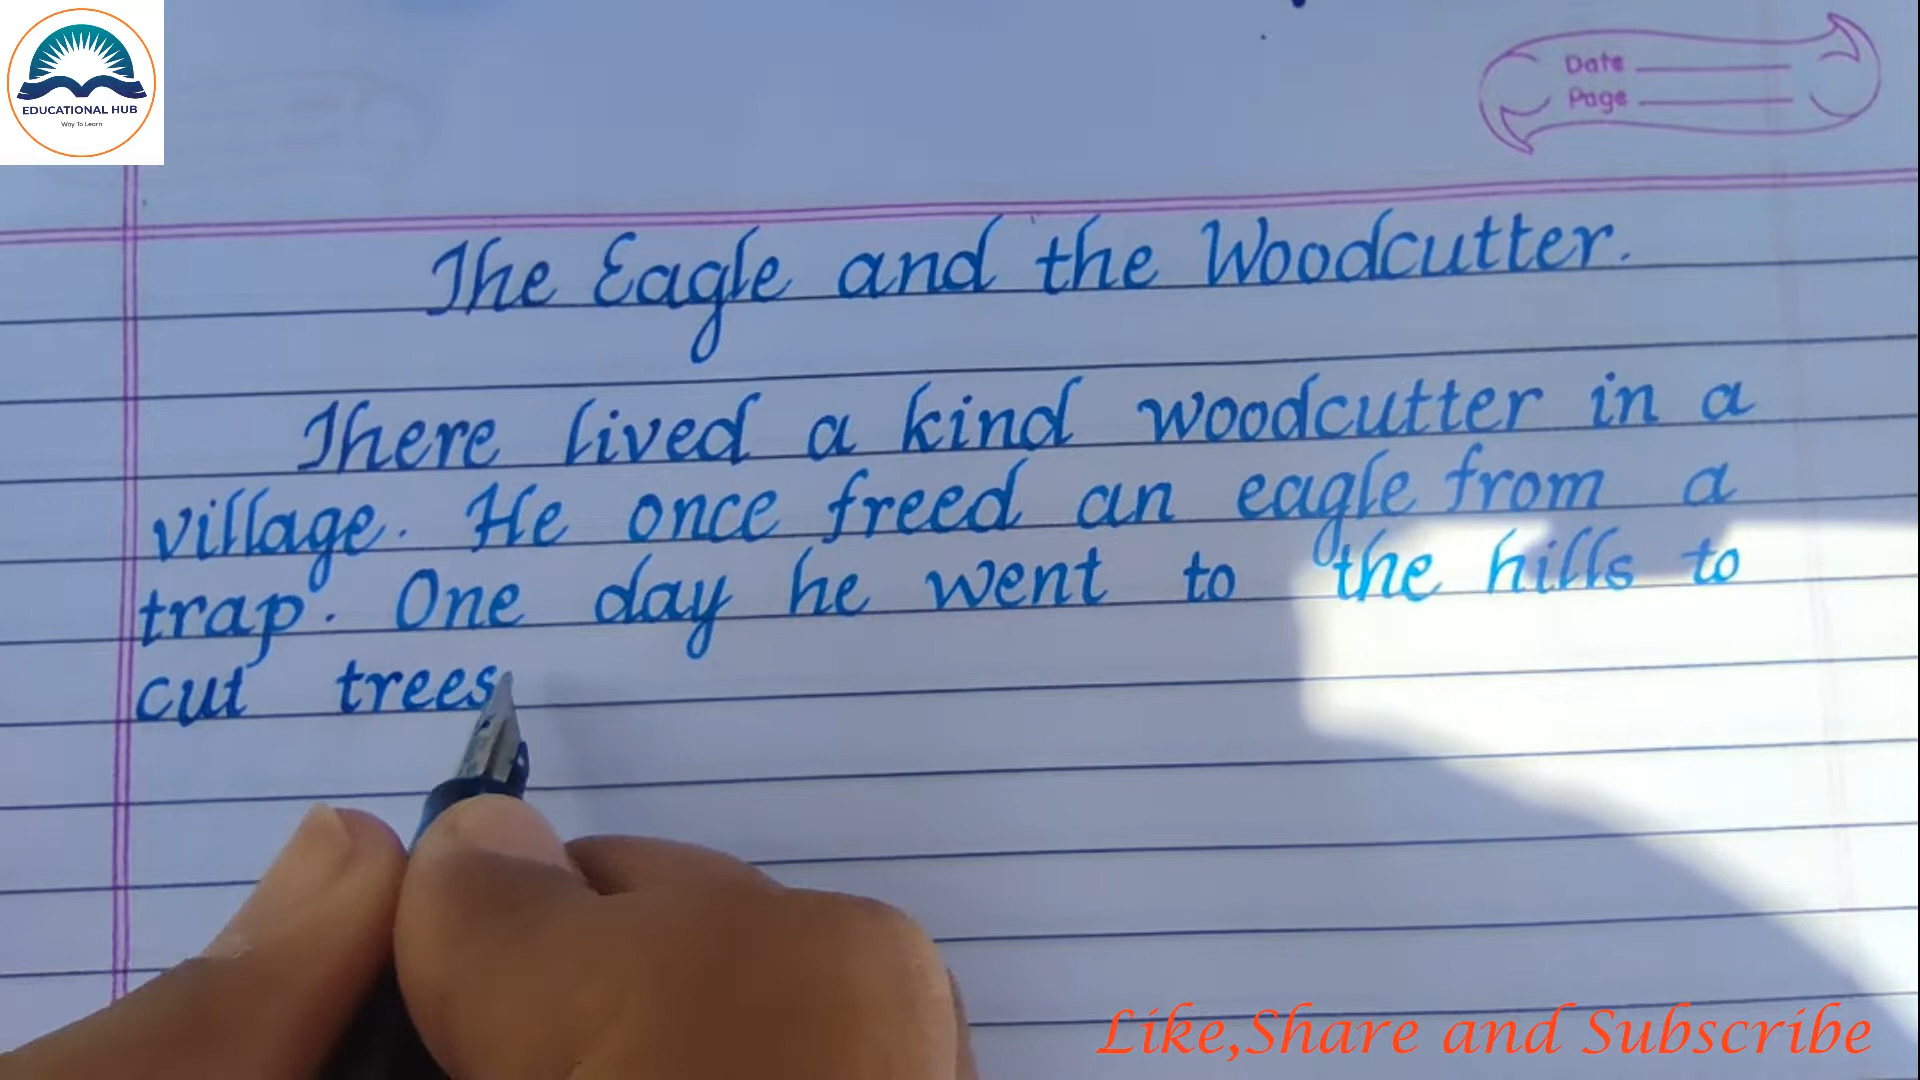 EDUCATIONAL HUB
Way To Learn
Date
Page
The Eagle and the Woodcutter.
There lived a kind woodcutter in a
village. He once freed an eagle from a
trap. One day he went to the hills to
cut trees
Like,Share and Subscribe